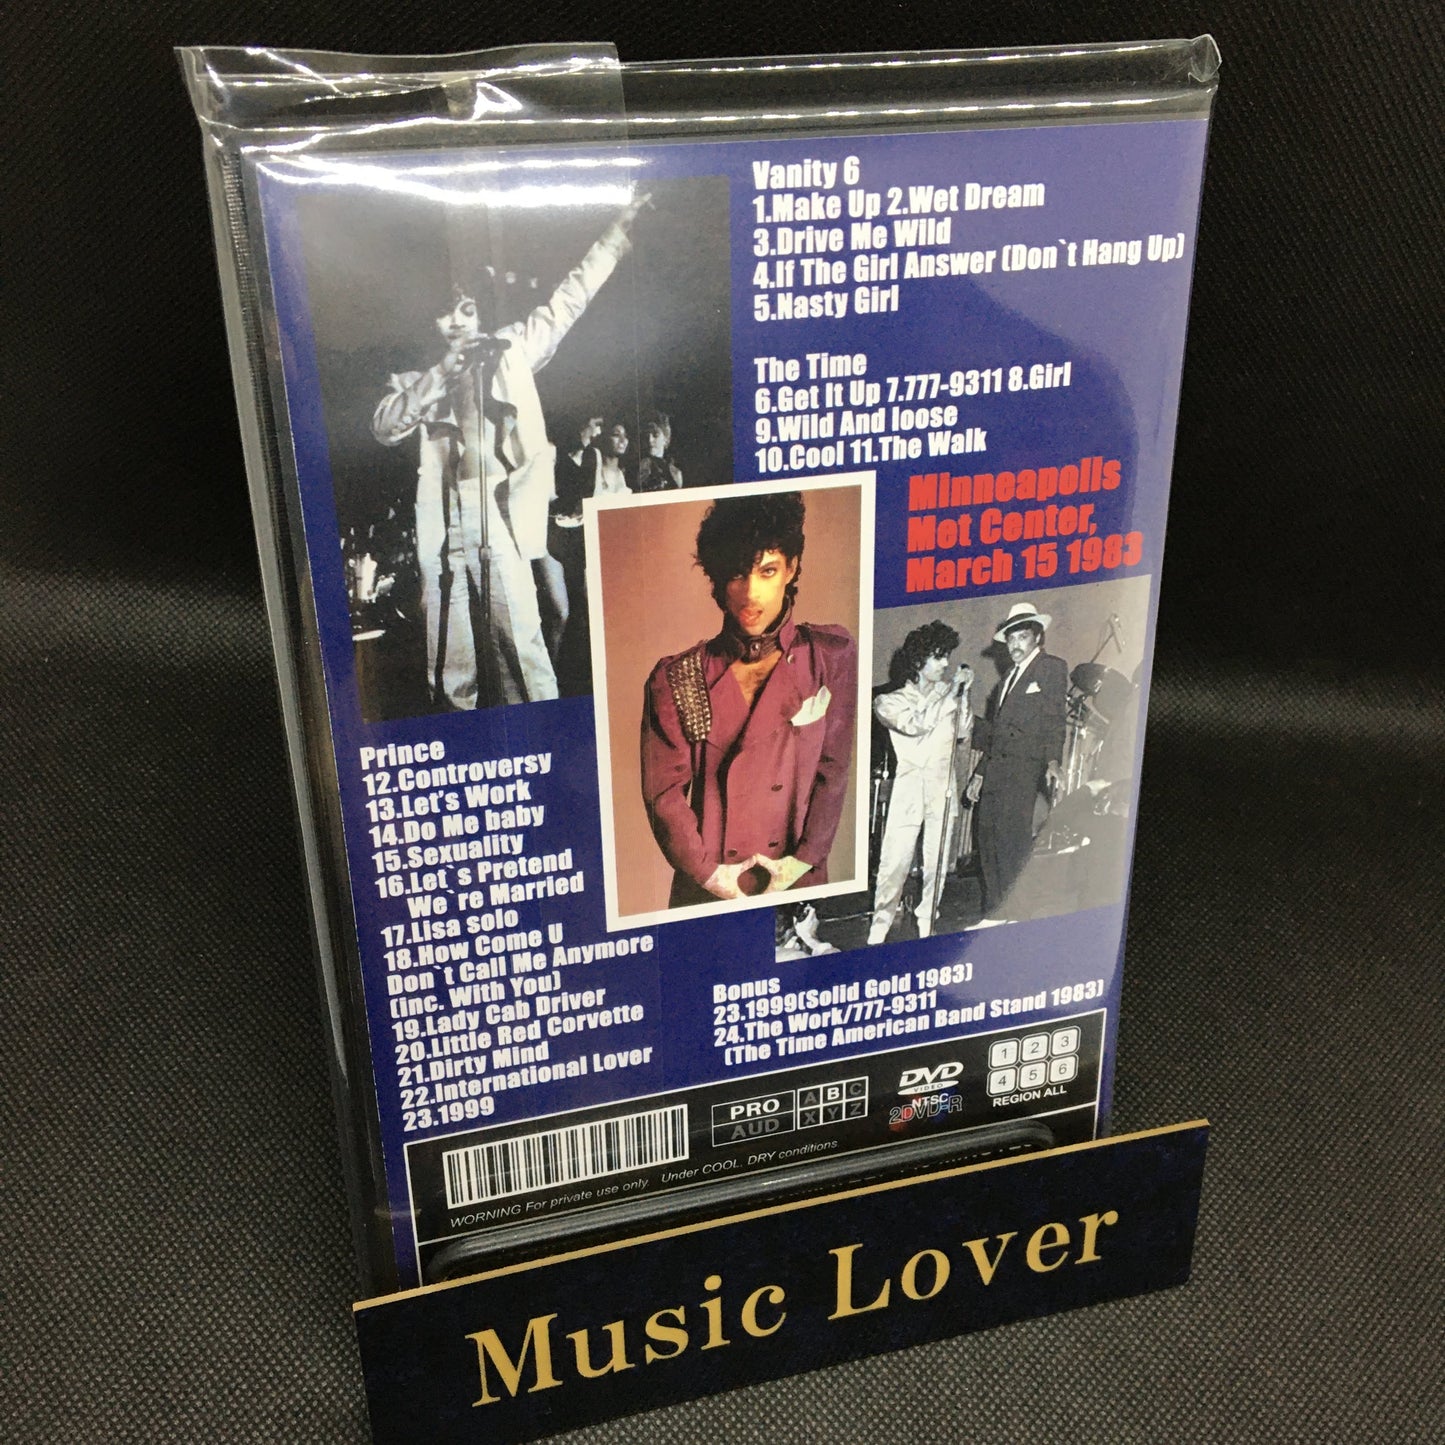 Vanity 6
1.Make Up 2.Wet Dream
3.Drive Me Wild
4.If The Girl Answer (Don`t Hang Up)
5.Nasty Girl
The Time
6.Get It Up 7.777-9311 8.Girl
9.Wild And loose
10.Cool 11.The Walk
Minneapolis
Met Center,
March 15 1983
Prince
12.Controversy
13.Let's Work
14.Do Me baby
15.Sexuality
16.Let`s Pretend
We`re Married
17.Lisa solo
18.How Come U
Don`t Call Me Anymore
(inc. With You)
19.Lady Cab Driver
20.Little Red Corvette
21.Dirty Mind
22.International Lover
23.1999
Bonus
23.1999(Solid Gold 1983)
24.The Work/777-9311
(The Time American Band Stand 1983)
PRO
AUD
A B C
X Y Z
DVD
VIDEO
NTSC
2DVD-R
1 2 3
4 5 6
REGION ALL
WORNING For private use only. Under COOL. DRY conditions
Music Lover